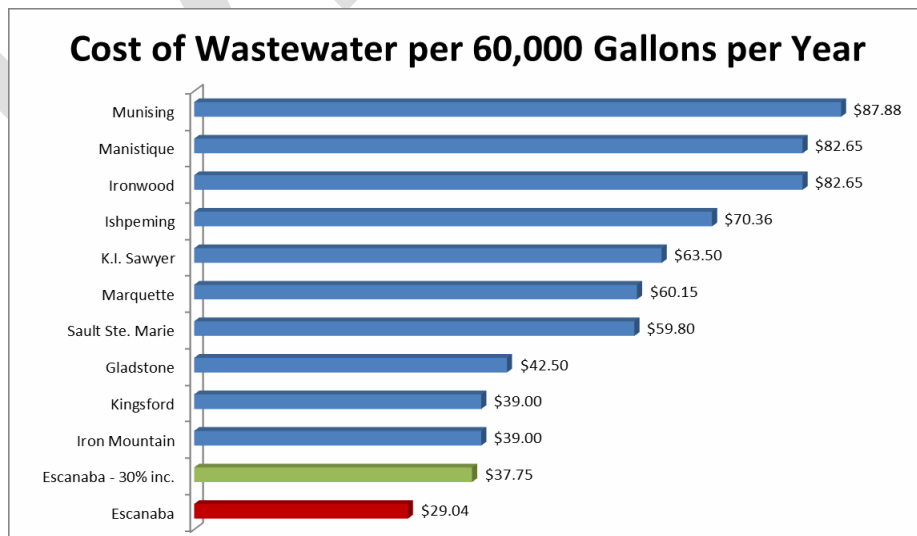 Cost of Wastewater per 60,000 Gallons per Year
Munising $87.88
Manistique $82.65
Ironwood $82.65
Ishpeming $70.36
K.I. Sawyer $63.50
Marquette $60.15
Sault Ste. Marie $59.80
Gladstone $42.50
Kingsford $39.00
Iron Mountain $39.00
Escanaba - 30% inc. $37.75
Escanaba $29.04